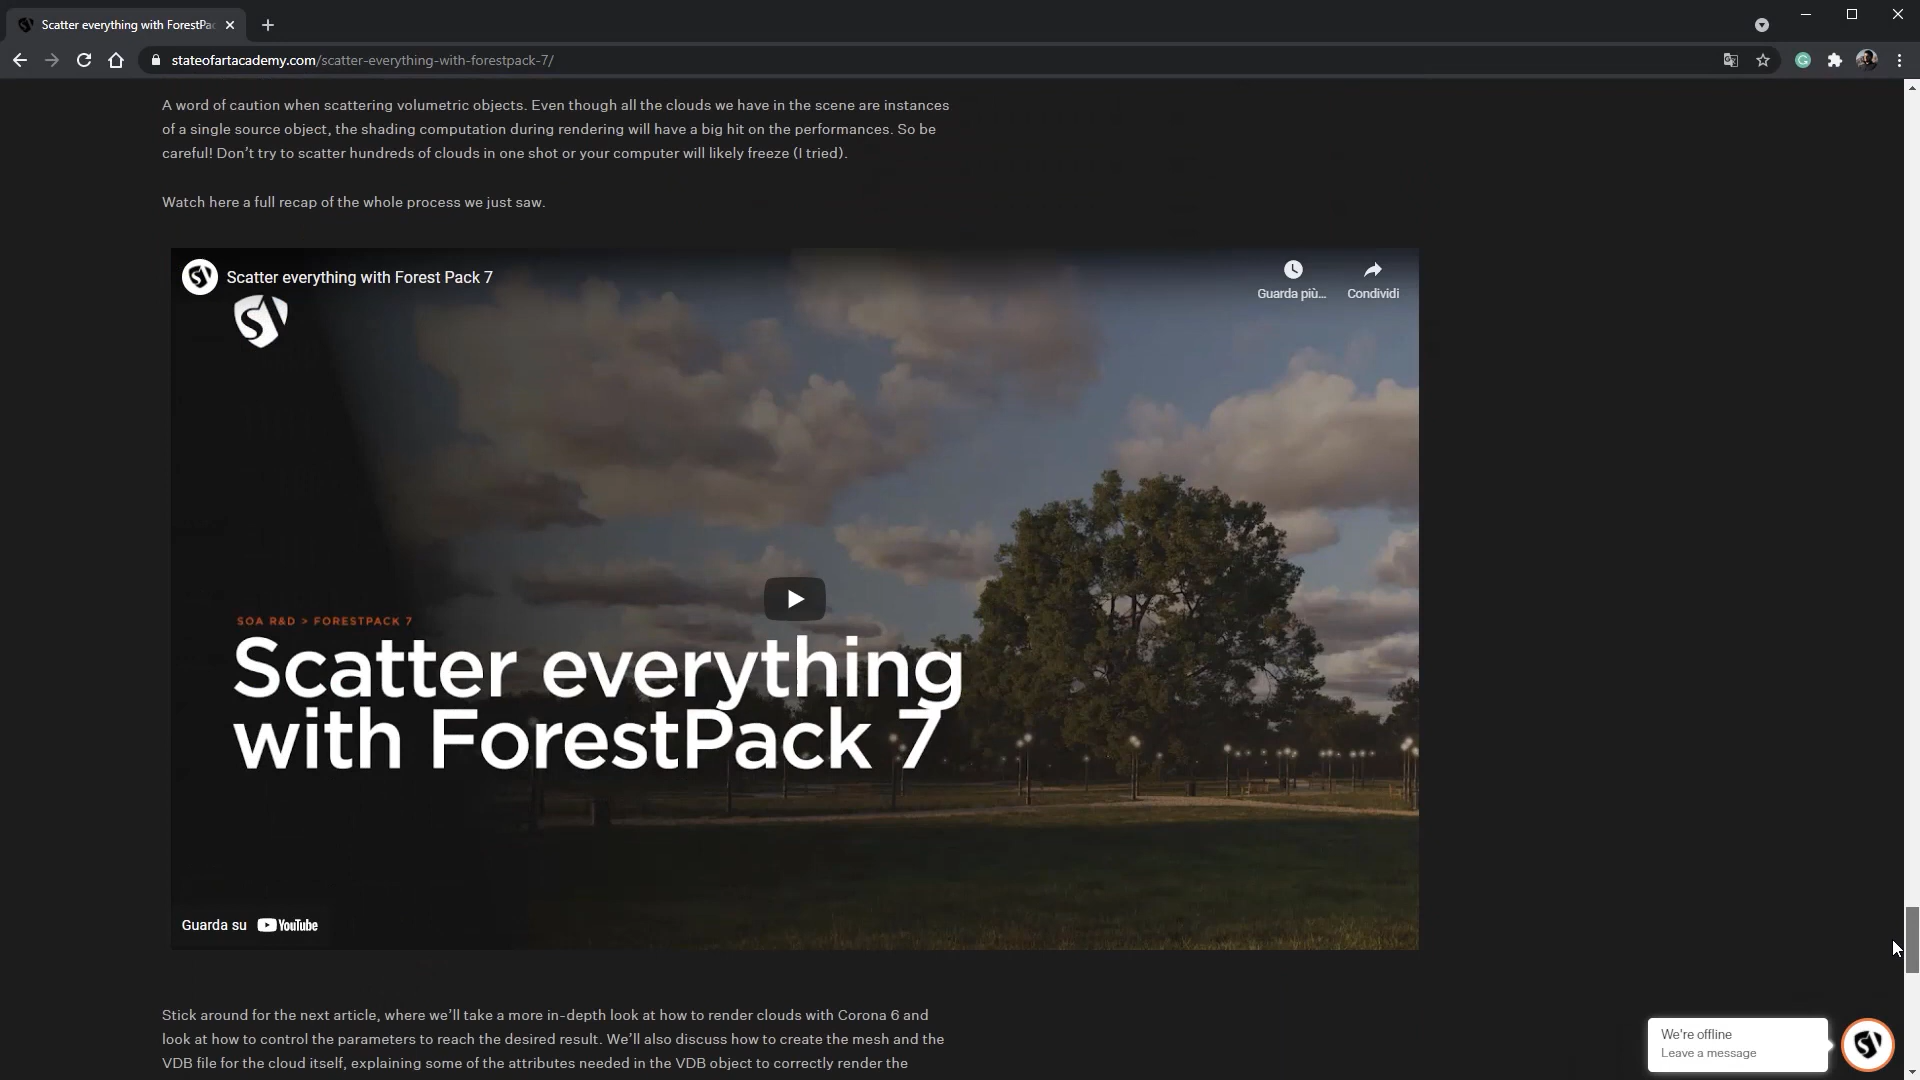 Scatter everything with ForestPa
stateofartacademy.com/scatter-everything-with-forestpack-7/
A word of caution when scattering volumetric objects. Even though all the clouds we have in the scene are instances
of a single source object, the shading computation during rendering will have a big hit on the performances. So be
careful! Don't try to scatter hundreds of clouds in one shot or your computer will likely freeze (I tried).
Watch here a full recap of the whole process we just saw.
Scatter everything with Forest Pack 7
Guarda più...
Condividi
SOA R&D > FORESTPACK 7
Scatter everything
with ForestPack 7
Guarda su YouTube
Stick around for the next article, where we'll take a more in-depth look at how to render clouds with Corona 6 and
look at how to control the parameters to reach the desired result. We'll also discuss how to create the mesh and the
VDB file for the cloud itself, explaining some of the attributes needed in the VDB object to correctly render the
We're offline
Leave a message